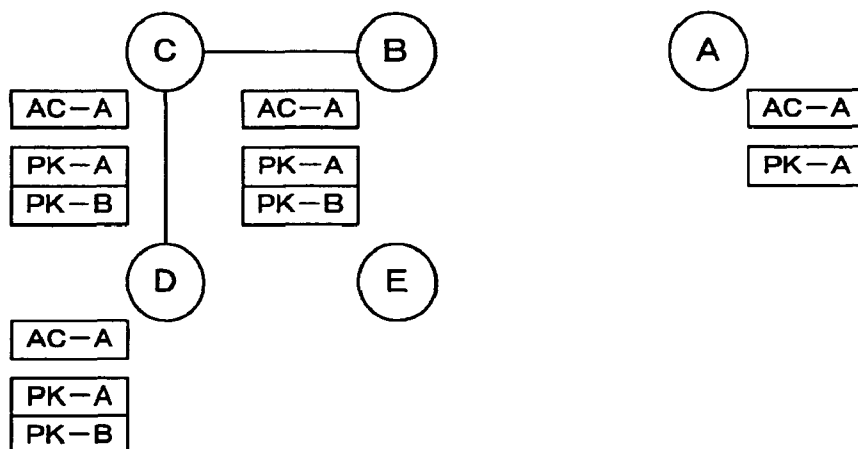 C B A
AC-A AC-A AC-A
PK-A PK-A PK-A
PK-B PK-B
D E
AC-A
PK-A
PK-B